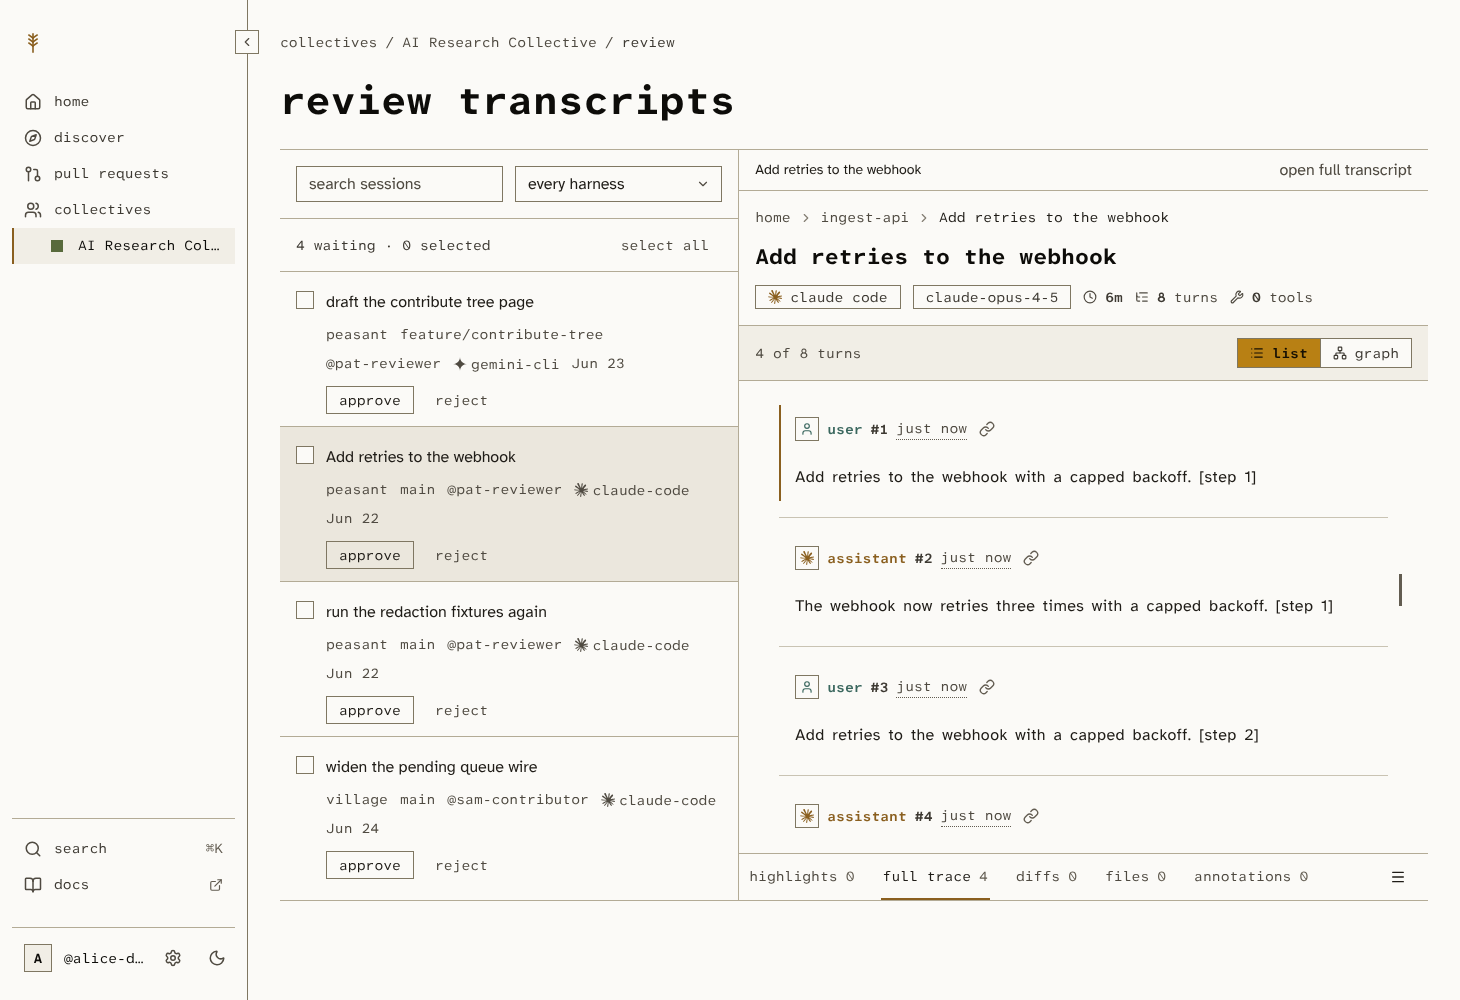 home
discover
pull requests
collectives
AI Research Col…
search ⌘K
docs
A @alice-d…
collectives / AI Research Collective / review
review transcripts
search sessions
every harness
4 waiting · 0 selected
select all
draft the contribute tree page
peasant feature/contribute-tree
@pat-reviewer gemini-cli Jun 23
approve reject
Add retries to the webhook
peasant main @pat-reviewer claude-code
Jun 22
approve reject
run the redaction fixtures again
peasant main @pat-reviewer claude-code
Jun 22
approve reject
widen the pending queue wire
village main @sam-contributor claude-code
Jun 24
approve reject
Add retries to the webhook
open full transcript
home > ingest-api > Add retries to the webhook
Add retries to the webhook
claude code claude-opus-4-5 6m 8 turns 0 tools
4 of 8 turns
list graph
user #1 just now
Add retries to the webhook with a capped backoff. [step 1]
assistant #2 just now
The webhook now retries three times with a capped backoff. [step 1]
user #3 just now
Add retries to the webhook with a capped backoff. [step 2]
assistant #4 just now
highlights 0 full trace 4 diffs 0 files 0 annotations 0